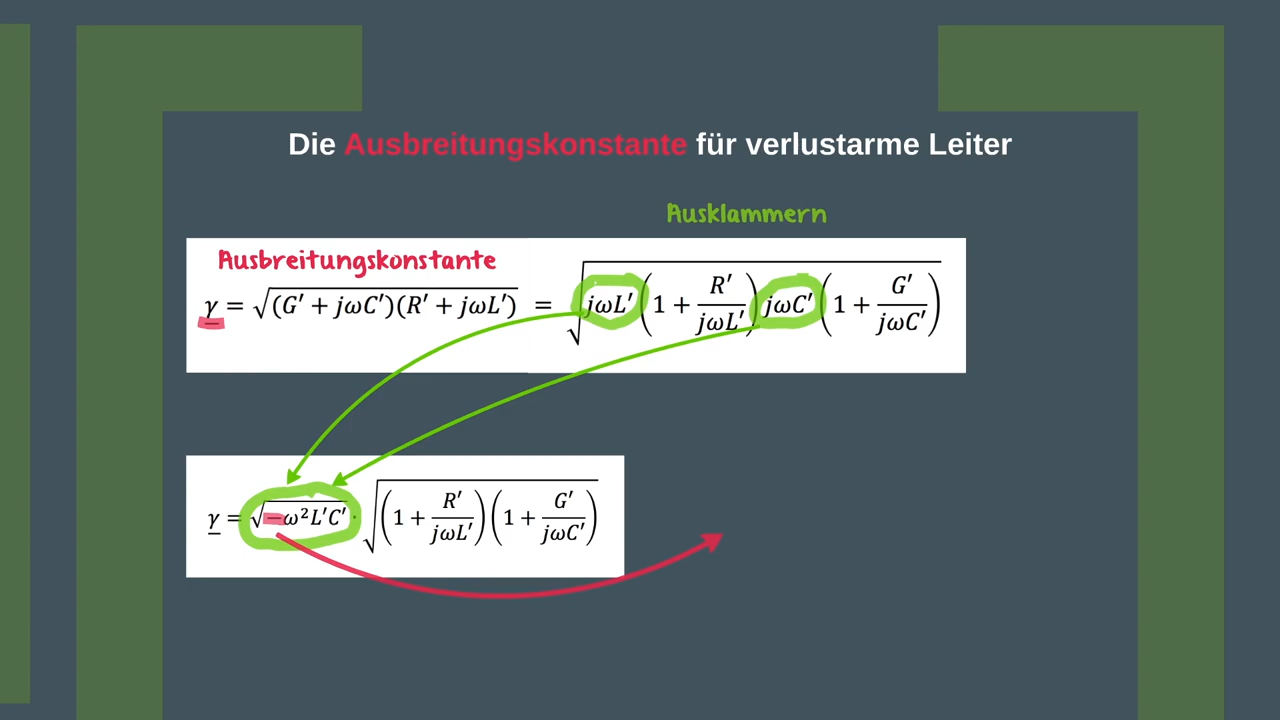 Die Ausbreitungskonstante für verlustarme Leiter
Ausklammern
Ausbreitungskonstante
γ = √(G′ + jωC′)(R′ + jωL′) = √jωL′(1 + R′/jωL′)jωC′(1 + G′/jωC′)
γ = √−ω²L′C′ · √(1 + R′/jωL′)(1 + G′/jωC′)